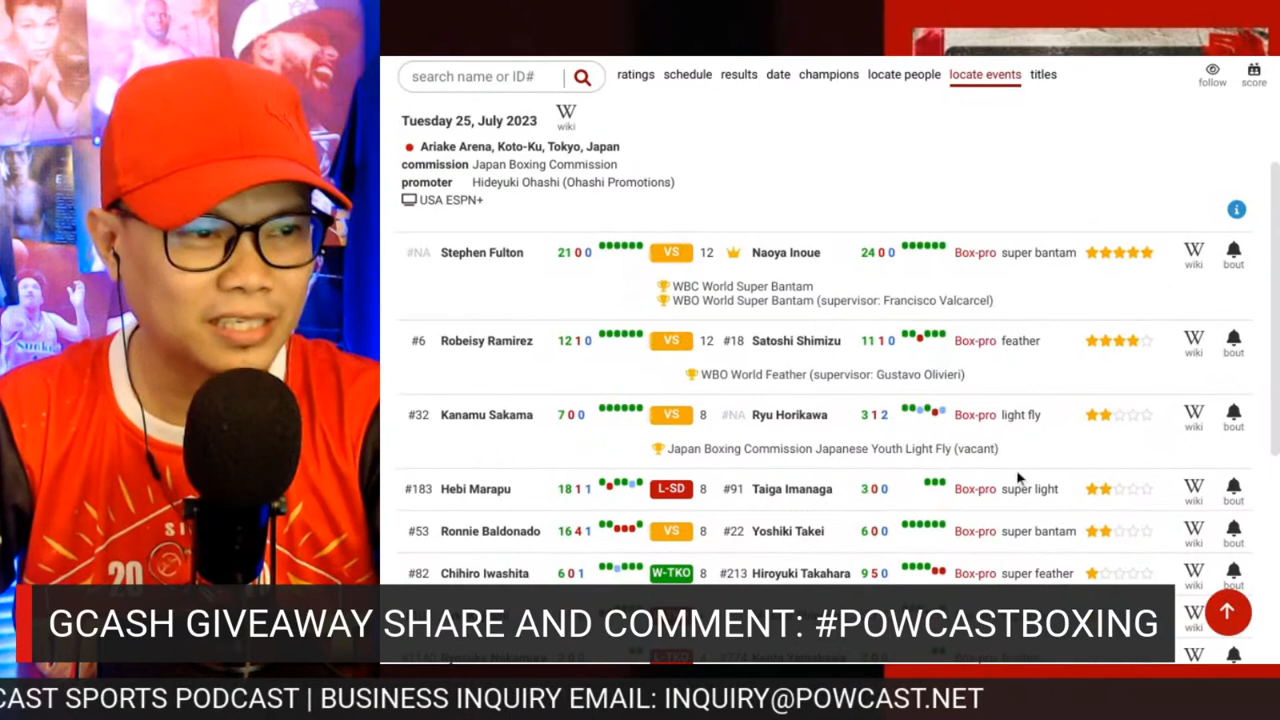 search name or ID#
ratings schedule results date champions locate people locate events titles
follow
score
Tuesday 25, July 2023
wiki
Ariake Arena, Koto-Ku, Tokyo, Japan
commission Japan Boxing Commission
promoter Hideyuki Ohashi (Ohashi Promotions)
USA ESPN+
#NA Stephen Fulton 21 0 0 VS 12 Naoya Inoue 24 0 0 Box-pro super bantam W wiki bout
WBC World Super Bantam
WBO World Super Bantam (supervisor: Francisco Valcarcel)
#6 Robeisy Ramirez 12 1 0 VS 12 #18 Satoshi Shimizu 11 1 0 Box-pro feather W wiki bout
WBO World Feather (supervisor: Gustavo Olivieri)
#32 Kanamu Sakama 7 0 0 VS 8 #NA Ryu Horikawa 3 1 2 Box-pro light fly W wiki bout
Japan Boxing Commission Japanese Youth Light Fly (vacant)
#183 Hebi Marapu 18 1 1 L-SD 8 #91 Taiga Imanaga 3 0 0 Box-pro super light W wiki bout
#53 Ronnie Baldonado 16 4 1 VS 8 #22 Yoshiki Takei 6 0 0 Box-pro super bantam W wiki bout
#82 Chihiro Iwashita 6 0 1 W-TKO 8 #213 Hiroyuki Takahara 9 5 0 Box-pro super feather W wiki bout
W wiki
W
20
GCASH GIVEAWAY SHARE AND COMMENT: #POWCASTBOXING
CAST SPORTS PODCAST | BUSINESS INQUIRY EMAIL: INQUIRY@POWCAST.NET